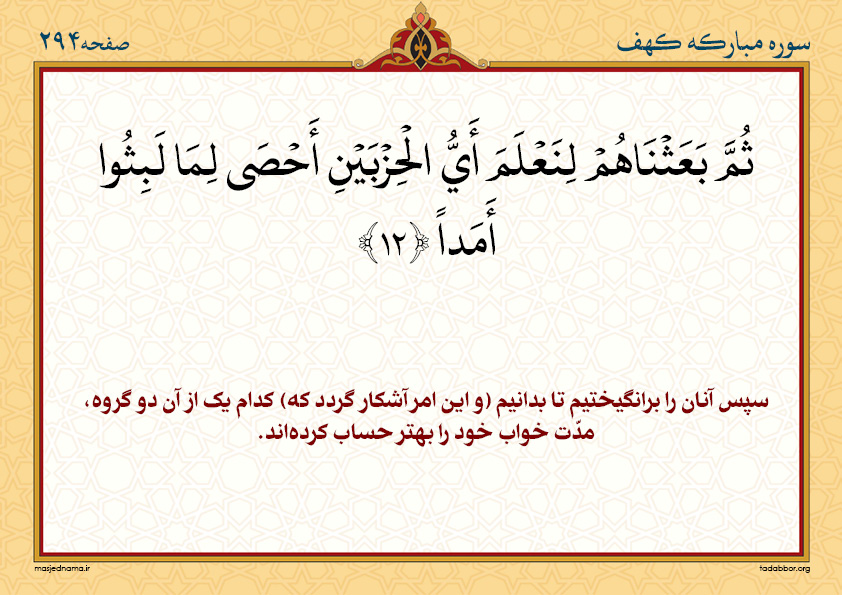 سوره مبارکه کهف
صفحه۲۹۴
ثُمَّ بَعَثْنَاهُمْ لِنَعْلَمَ أَيُّ الْحِزْبَيْنِ أَحْصَى لِمَا لَبِثُوا
أَمَداً ﴿۱۲﴾
سپس آنان را برانگیختیم تا بدانیم (و این امر آشکار گردد که) کدام یک از آن دو گروه،
مدّت خواب خود را بهتر حساب کرده‌اند.
masjednama.ir
tadabbor.org